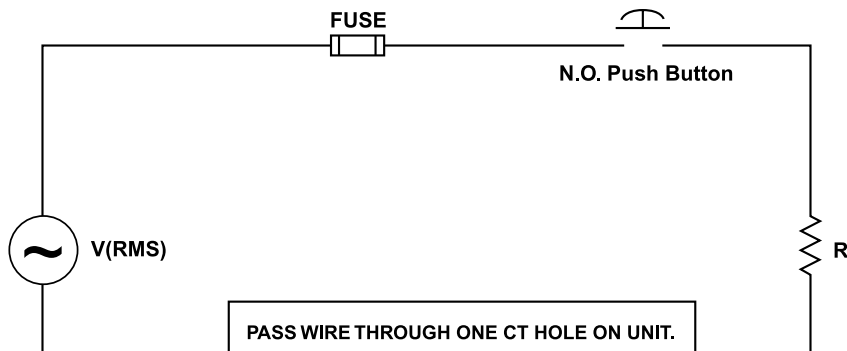 FUSE
N.O. Push Button
V(RMS)
R
PASS WIRE THROUGH ONE CT HOLE ON UNIT.